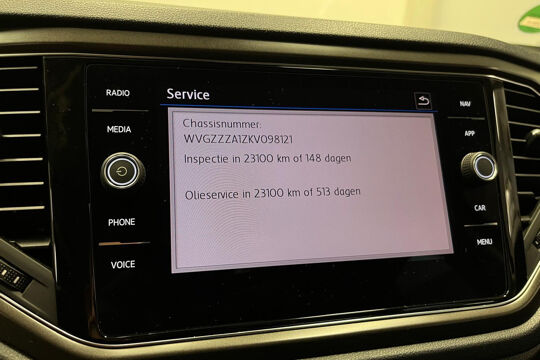 RADIO
Service
MEDIA
NAV
APP
Chassisnummer:
WVGZZZA1ZKV098121
Inspectie in 23100 km of 148 dagen
Olieservice in 23100 km of 513 dagen
PHONE
CAR
VOICE
MENU